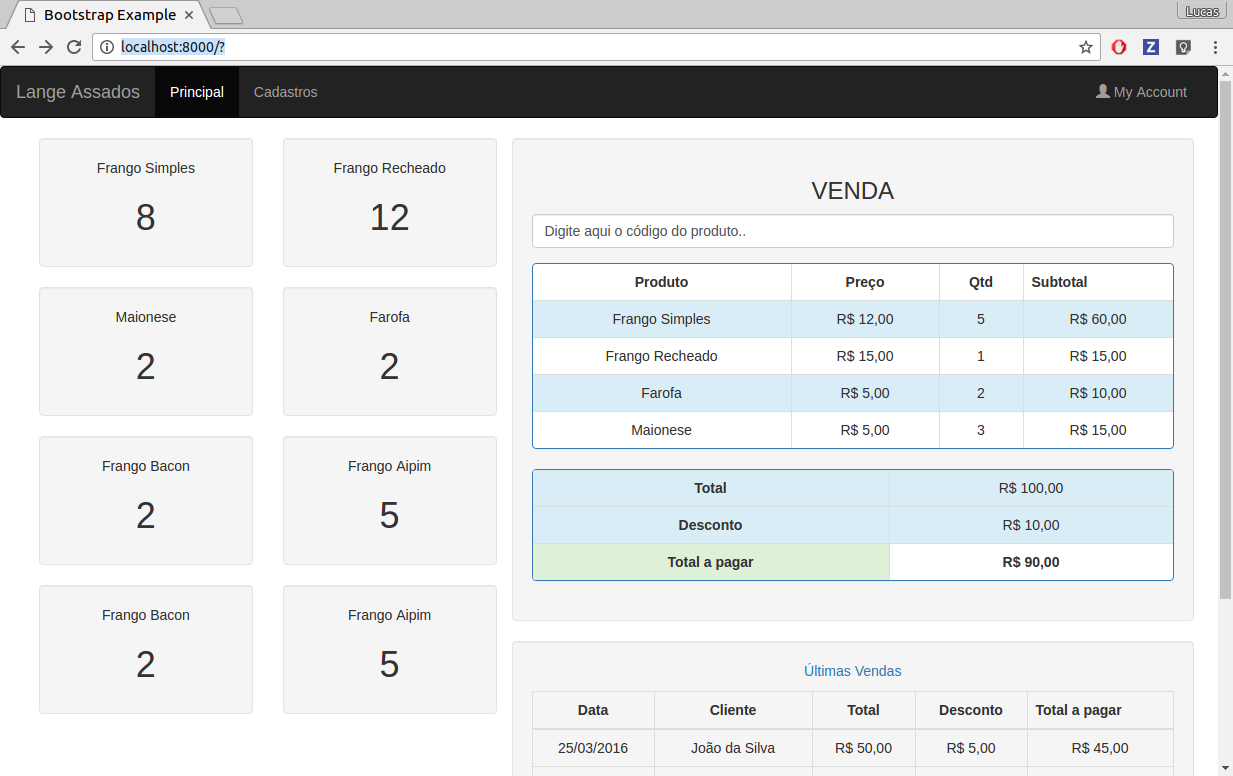 Bootstrap Example
Lucas
localhost:8000/?
Lange Assados Principal Cadastros My Account
Frango Simples
8
Frango Recheado
12
Maionese
2
Farofa
2
Frango Bacon
2
Frango Aipim
5
Frango Bacon
2
Frango Aipim
5
VENDA
Digite aqui o código do produto..
Produto Preço Qtd Subtotal
Frango Simples R$ 12,00 5 R$ 60,00
Frango Recheado R$ 15,00 1 R$ 15,00
Farofa R$ 5,00 2 R$ 10,00
Maionese R$ 5,00 3 R$ 15,00
Total R$ 100,00
Desconto R$ 10,00
Total a pagar R$ 90,00
Últimas Vendas
Data Cliente Total Desconto Total a pagar
25/03/2016 João da Silva R$ 50,00 R$ 5,00 R$ 45,00